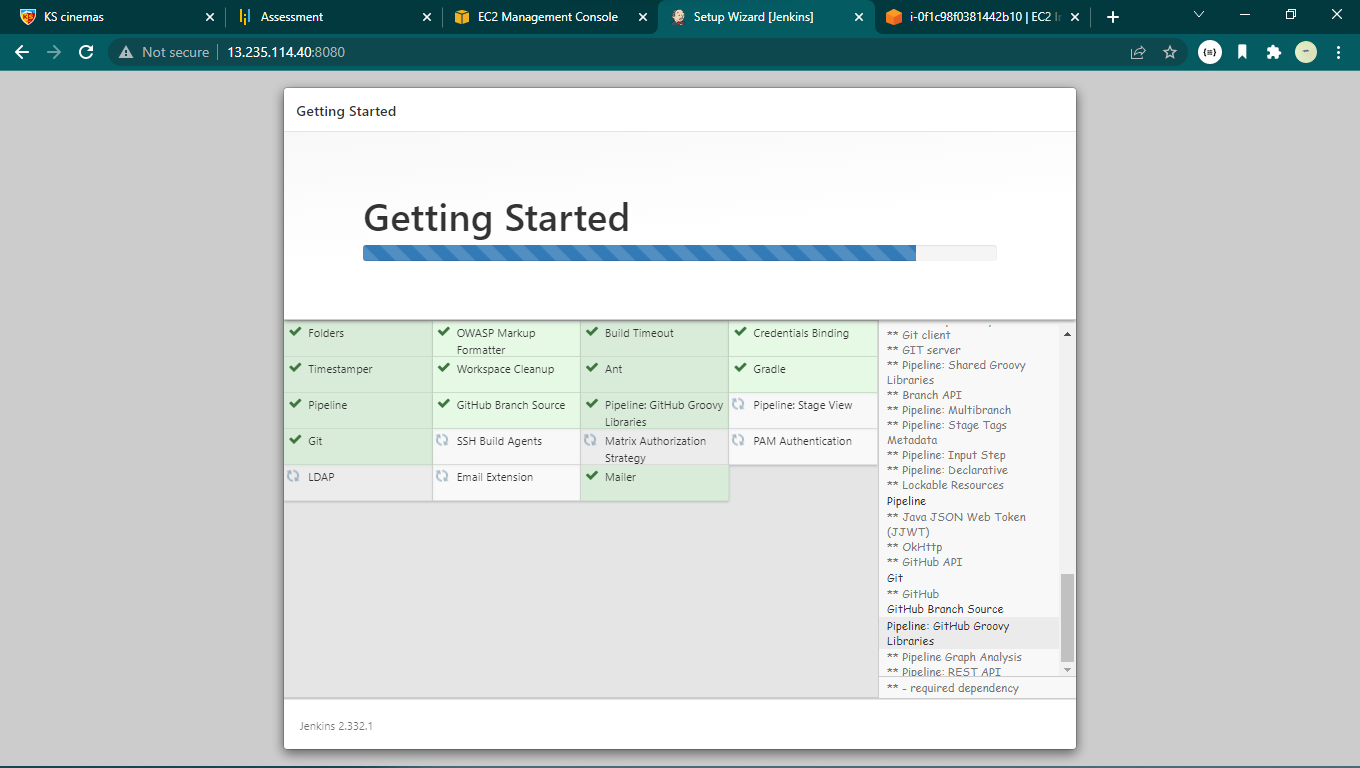 KS cinemas
Assessment
EC2 Management Console
Setup Wizard [Jenkins]
i-0f1c98f0381442b10 | EC2 In
Not secure
13.235.114.40:8080
Getting Started
Getting Started
Folders
OWASP Markup
Formatter
Build Timeout
Credentials Binding
Timestamper
Workspace Cleanup
Ant
Gradle
Pipeline
GitHub Branch Source
Pipeline: GitHub Groovy
Libraries
Pipeline: Stage View
Git
SSH Build Agents
Matrix Authorization
Strategy
PAM Authentication
LDAP
Email Extension
Mailer
** Git client
** GIT server
** Pipeline: Shared Groovy
Libraries
** Branch API
** Pipeline: Multibranch
** Pipeline: Stage Tags
Metadata
** Pipeline: Input Step
** Pipeline: Declarative
** Lockable Resources
Pipeline
** Java JSON Web Token
(JJWT)
** OkHttp
** GitHub API
Git
** GitHub
GitHub Branch Source
Pipeline: GitHub Groovy
Libraries
** Pipeline Graph Analysis
** Pipeline: REST API
** - required dependency
Jenkins 2.332.1